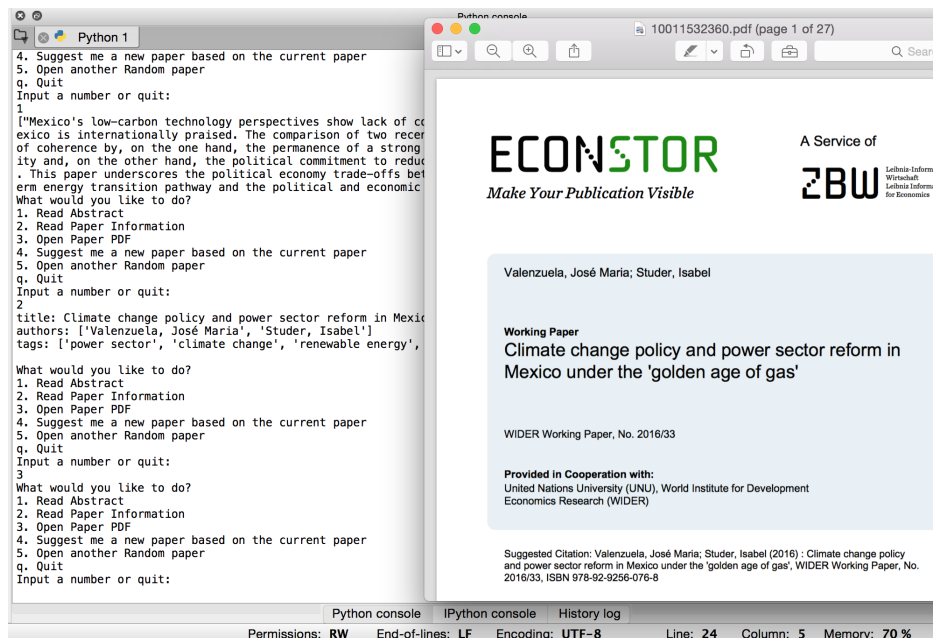 Python console
Python 1
4. Suggest me a new paper based on the current paper
5. Open another Random paper
q. Quit
Input a number or quit:
1
["Mexico's low-carbon technology perspectives show lack of
exico is internationally praised. The comparison of two
of coherence by, on the one hand, the permanence of a strong
ity and, on the other hand, the political commitment to
. This paper underscores the political economy trade-offs
erm energy transition pathway and the political and economic
What would you like to do?
1. Read Abstract
2. Read Paper Information
3. Open Paper PDF
4. Suggest me a new paper based on the current paper
5. Open another Random paper
q. Quit
Input a number or quit:
2
title: Climate change policy and power sector reform in
authors: ['Valenzuela, José Maria', 'Studer, Isabel']
tags: ['power sector', 'climate change', 'renewable energy',
What would you like to do?
1. Read Abstract
2. Read Paper Information
3. Open Paper PDF
4. Suggest me a new paper based on the current paper
5. Open another Random paper
q. Quit
Input a number or quit:
3
What would you like to do?
1. Read Abstract
2. Read Paper Information
3. Open Paper PDF
4. Suggest me a new paper based on the current paper
5. Open another Random paper
q. Quit
Input a number or quit:
10011532360.pdf (page 1 of 27)
ECONSTOR
Make Your Publication Visible
A Service of
ZBW
Wirtschaft
for Economics
Valenzuela, José Maria; Studer, Isabel
Working Paper
Climate change policy and power sector reform in
Mexico under the 'golden age of gas'
WIDER Working Paper, No. 2016/33
Provided in Cooperation with:
United Nations University (UNU), World Institute for Development
Economics Research (WIDER)
Suggested Citation: Valenzuela, José Maria; Studer, Isabel (2016) : Climate change policy
and power sector reform in Mexico under the 'golden age of gas', WIDER Working Paper, No.
2016/33, ISBN 978-92-9256-076-8
Python console IPython console History log
Permissions: RW End-of-lines: LF Encoding: UTF-8 Line: 24 Column: 5 Memory: 70 %